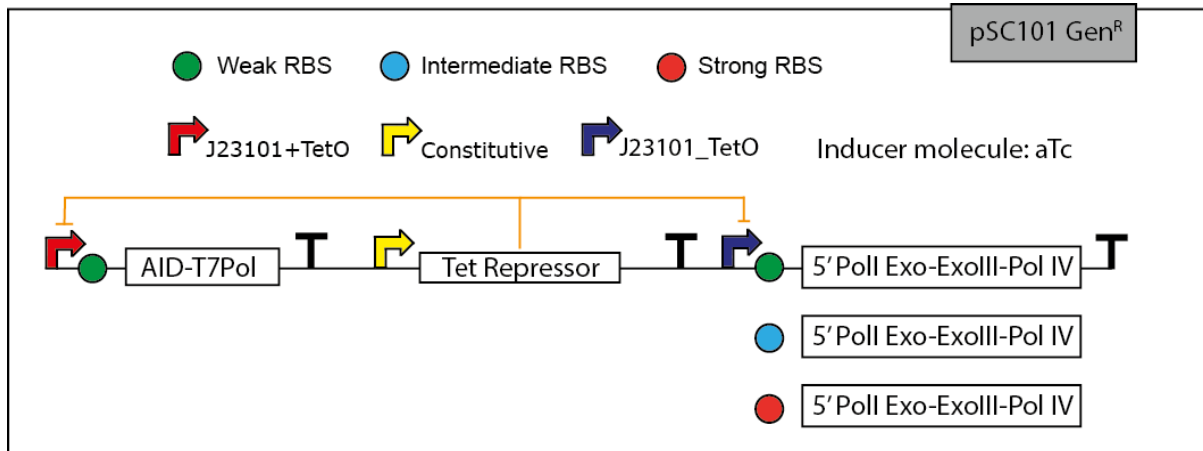 pSC101 Genᴿ
Weak RBS Intermediate RBS Strong RBS
J23101+TetO Constitutive J23101_TetO Inducer molecule: aTc
AID-T7Pol Tet Repressor 5' PolI Exo-ExoIII-Pol IV
5' PolI Exo-ExoIII-Pol IV
5' PolI Exo-ExoIII-Pol IV